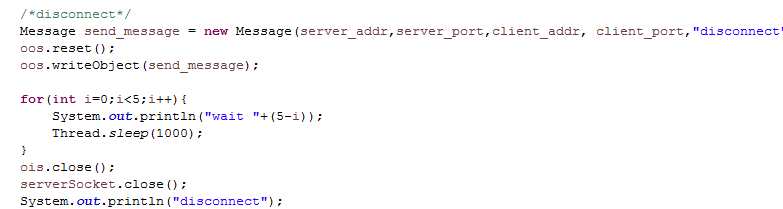 /*disconnect*/
Message send_message = new Message(server_addr,server_port,client_addr, client_port,"disconnect"
oos.reset();
oos.writeObject(send_message);
for(int i=0;i<5;i++){
System.out.println("wait "+(5-i));
Thread.sleep(1000);
}
ois.close();
serverSocket.close();
System.out.println("disconnect");